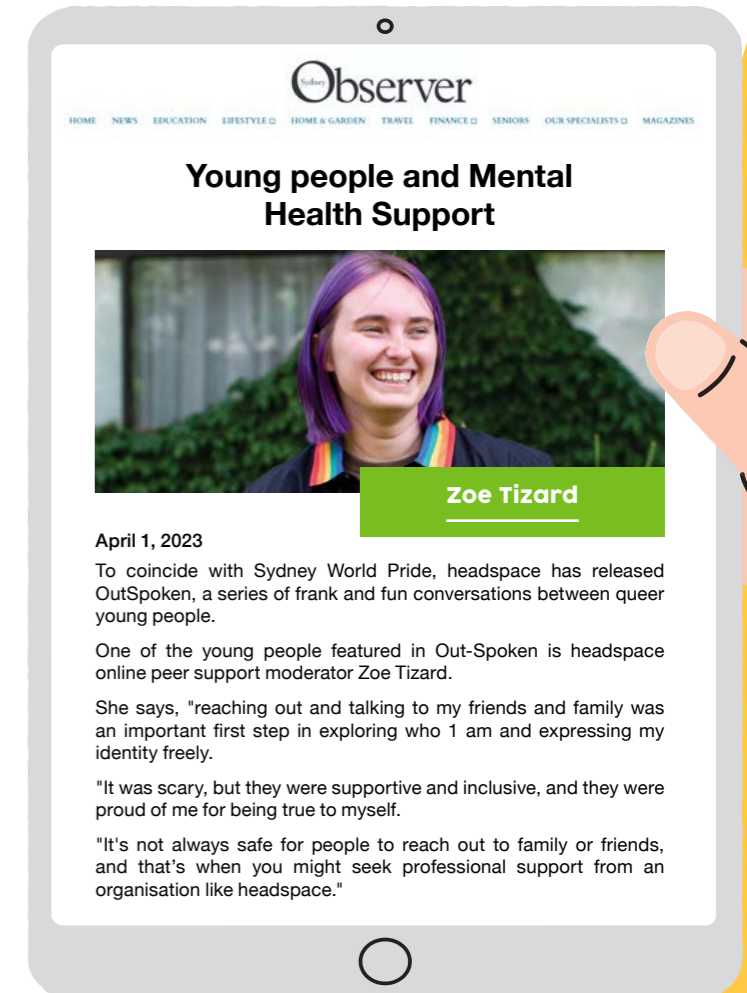 Sydney Observer
HOME NEWS EDUCATION LIFESTYLE HOME & GARDEN TRAVEL FINANCE SENIORS OUR SPECIALISTS MAGAZINES
Young people and Mental
Health Support
Zoe Tizard
April 1, 2023
To coincide with Sydney World Pride, headspace has released
OutSpoken, a series of frank and fun conversations between queer
young people.
One of the young people featured in Out-Spoken is headspace
online peer support moderator Zoe Tizard.
She says, "reaching out and talking to my friends and family was
an important first step in exploring who 1 am and expressing my
identity freely.
"It was scary, but they were supportive and inclusive, and they were
proud of me for being true to myself.
"It's not always safe for people to reach out to family or friends,
and that’s when you might seek professional support from an
organisation like headspace."